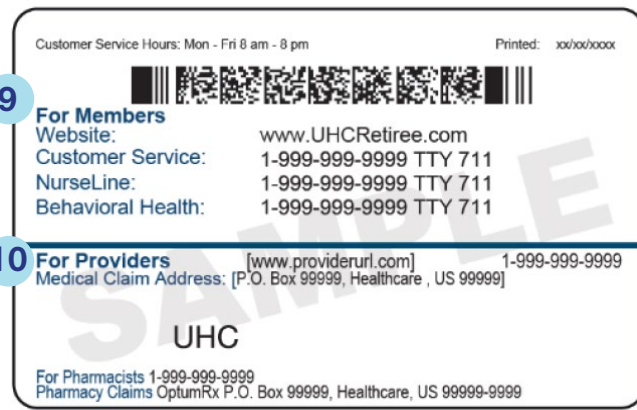 Customer Service Hours: Mon - Fri 8 am - 8 pm Printed: xx/xx/xxxx
9
For Members
Website: www.UHCRetiree.com
Customer Service: 1-999-999-9999 TTY 711
NurseLine: 1-999-999-9999 TTY 711
Behavioral Health: 1-999-999-9999 TTY 711
SAMPLE
10
For Providers [www.providerurl.com] 1-999-999-9999
Medical Claim Address: [P.O. Box 99999, Healthcare , US 99999]
UHC
For Pharmacists 1-999-999-9999
Pharmacy Claims OptumRx P.O. Box 99999, Healthcare, US 99999-9999